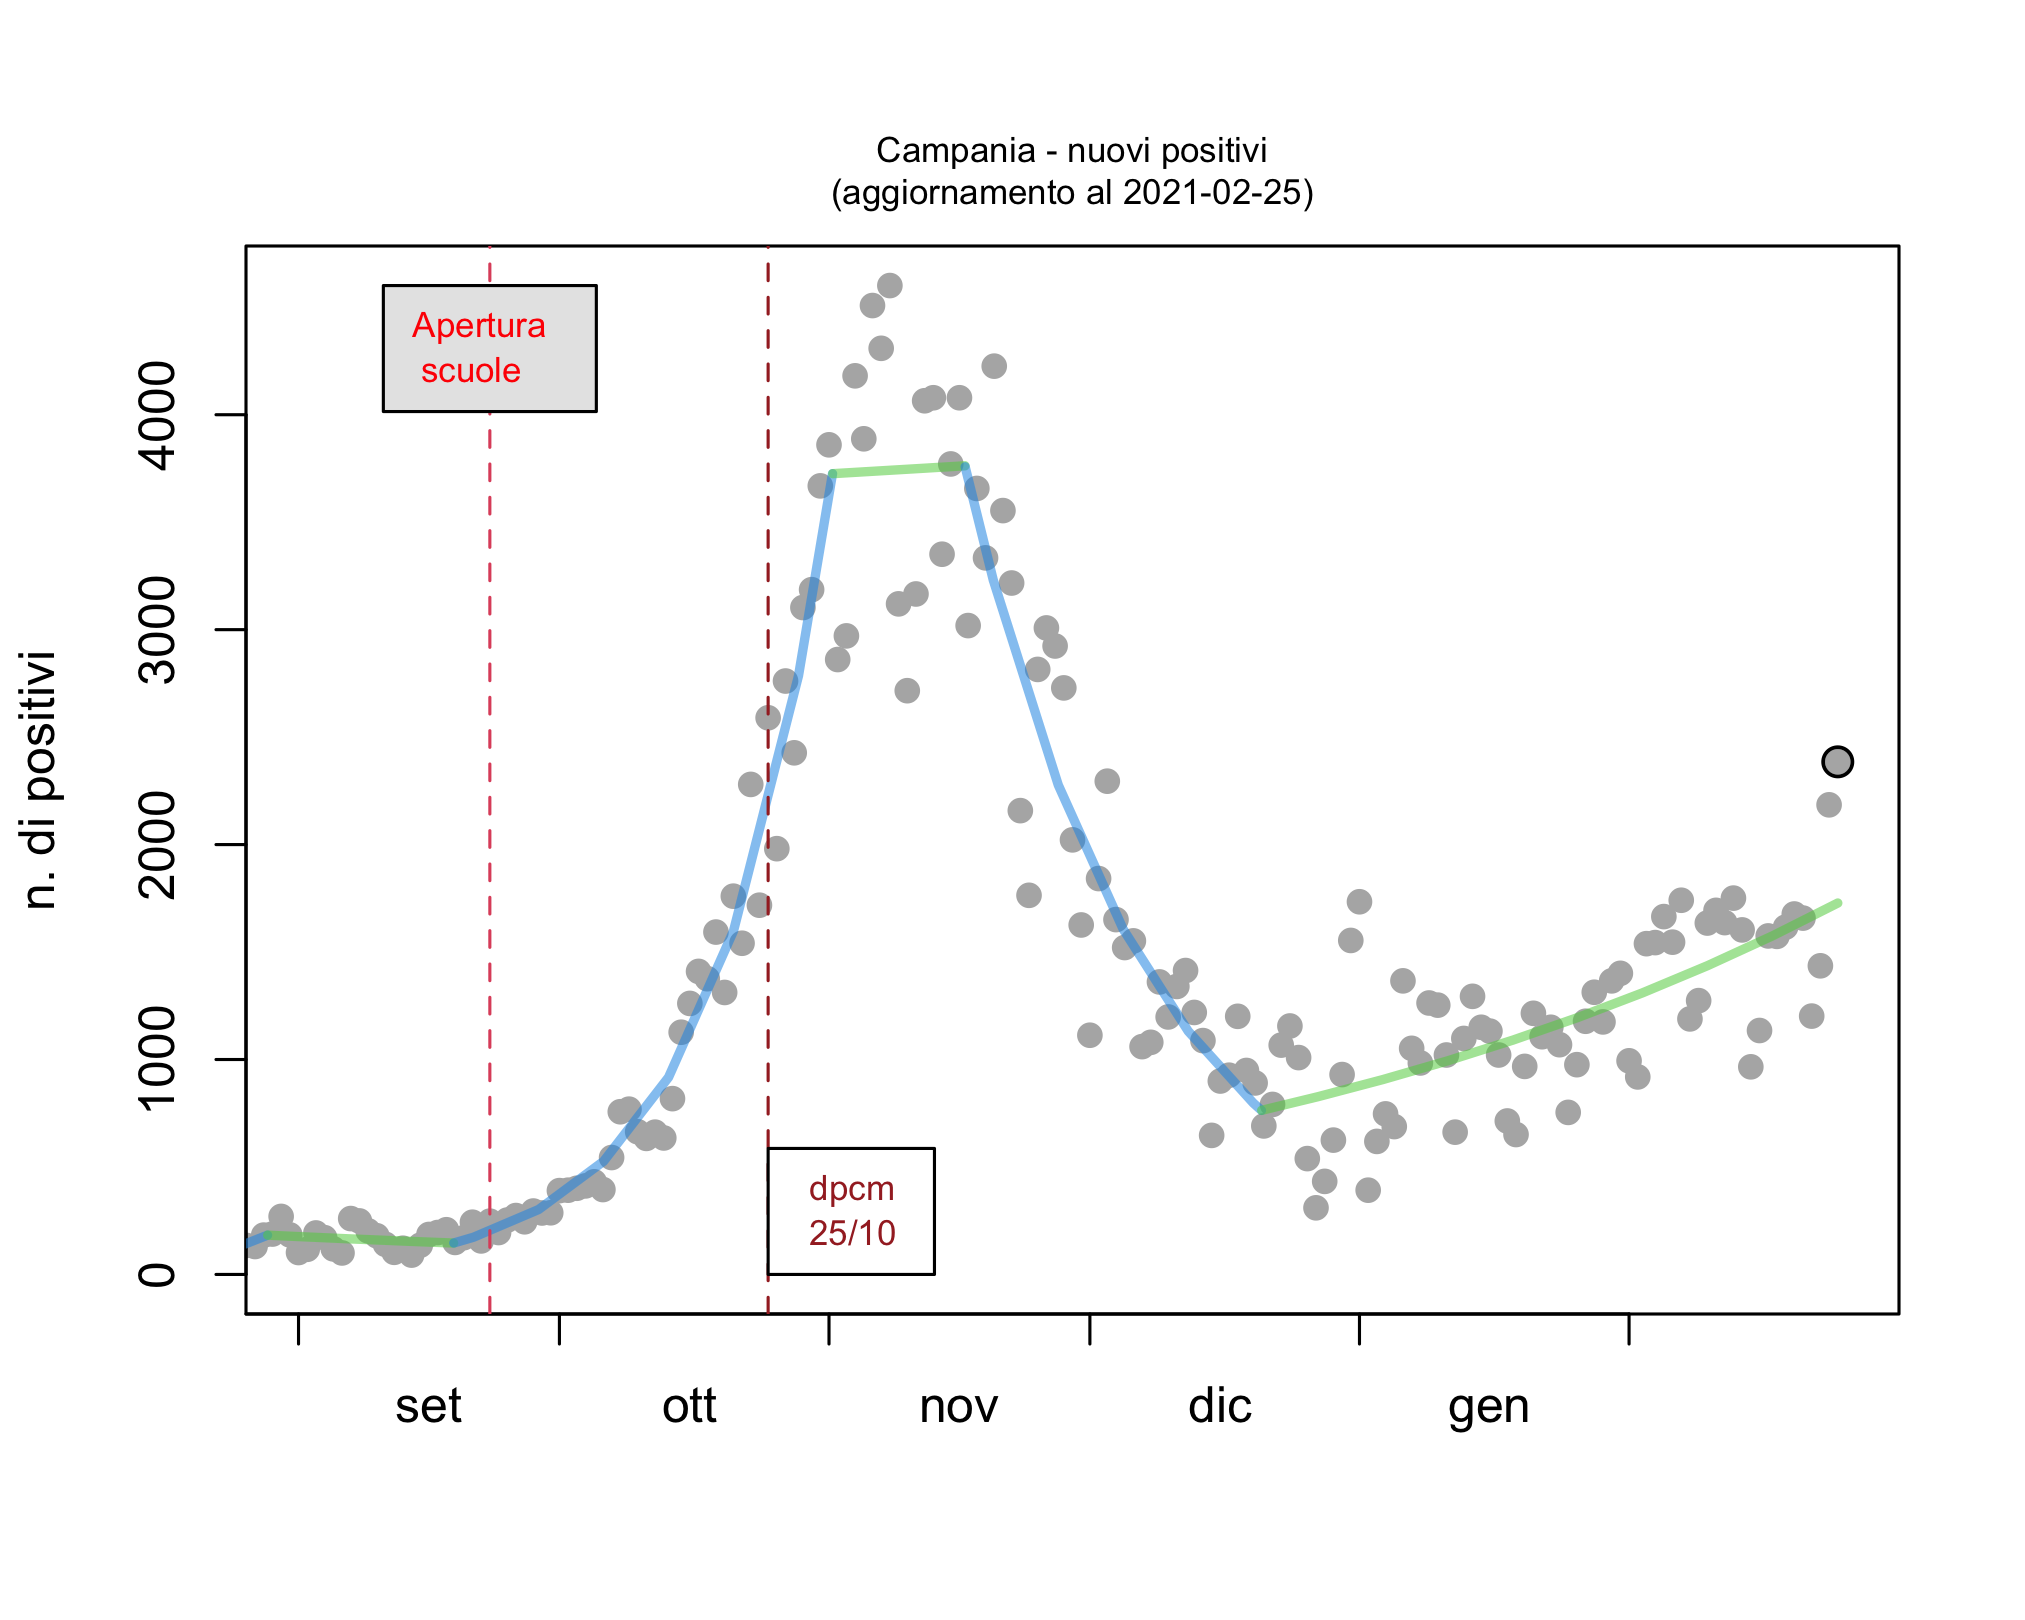 Campania - nuovi positivi
(aggiornamento al 2021-02-25)
Apertura
scuole
n. di positivi
4000
3000
2000
1000
0
dpcm
25/10
set ott nov dic gen